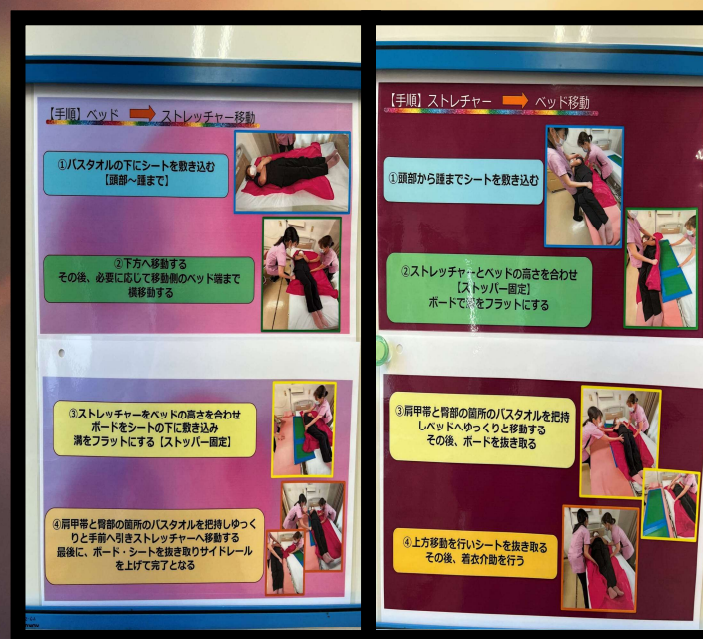 【手順】ベッド ストレッチャー移動
①バスタオルの下にシートを敷き込む
【頭部～踵まで】
②下方へ移動する
その後、必要に応じて移動側のベッド端まで
横移動する
③ストレッチャーをベッドの高さを合わせ
ボードをシートの下に敷き込み
溝をフラットにする【ストッパー固定】
④肩甲帯と臀部の箇所のバスタオルを把持しゆっく
りと手前へ引きストレッチャーへ移動する
最後に、ボード・シートを抜き取りサイドレール
を上げて完了となる
【手順】ストレチャー ベッド移動
①頭部から踵までシートを敷き込む
②ストレッチャーとベッドの高さを合わせ
【ストッパー固定】
ボードで溝をフラットにする
③肩甲帯と臀部の箇所のバスタオルを把持
しベッドへゆっくりと移動する
その後、ボードを抜き取る
④上方移動を行いシートを抜き取る
その後、着衣介助を行う